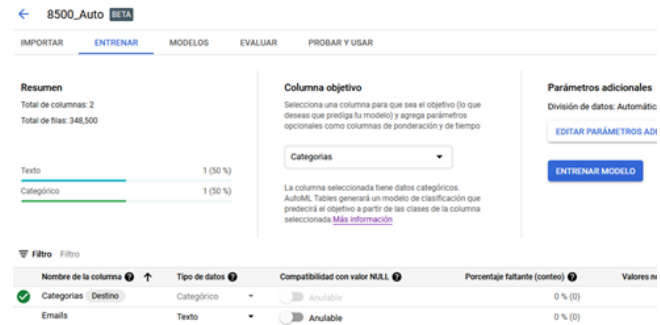 8500_Auto BETA
IMPORTAR ENTRENAR MODELOS EVALUAR PROBAR Y USAR
Resumen
Total de columnas: 2
Total de filas: 348,500
Texto 1 (50 %)
Categórico 1 (50 %)
Columna objetivo
Selecciona una columna para que sea el objetivo (lo que
deseas que prediga tu modelo) y agrega parámetros
opcionales como columnas de ponderación y de tiempo
Categorias
La columna seleccionada tiene datos categóricos.
AutoML Tables generará un modelo de clasificación que
predecirá el objetivo a partir de las clases de la columna
seleccionada.Más información
Parámetros adicionales
División de datos: Automátic
EDITAR PARÁMETROS ADI
ENTRENAR MODELO
Filtro Filtro
Nombre de la columna Tipo de datos Compatibilidad con valor NULL Porcentaje faltante (conteo) Valores no
Categorias Destino Categórico Anulable 0 % (0)
Emails Texto Anulable 0 % (0)